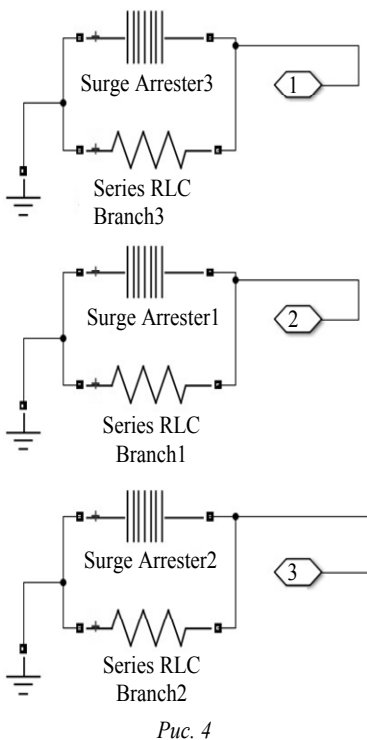 Surge Arrester3
1
Series RLC
Branch3
Surge Arrester1
2
Series RLC
Branch1
Surge Arrester2
3
Series RLC
Branch2
Рис. 4